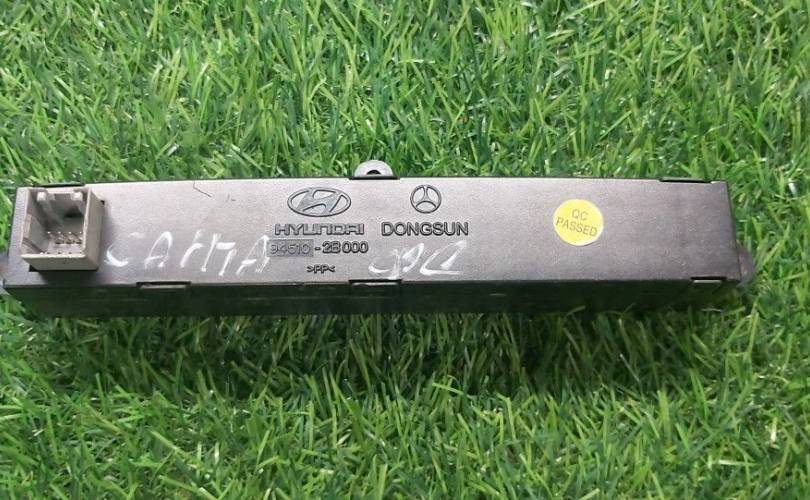 HYUNDAI DONGSUN
94510-2B000
>PP<
QC
PASSED
САНТА